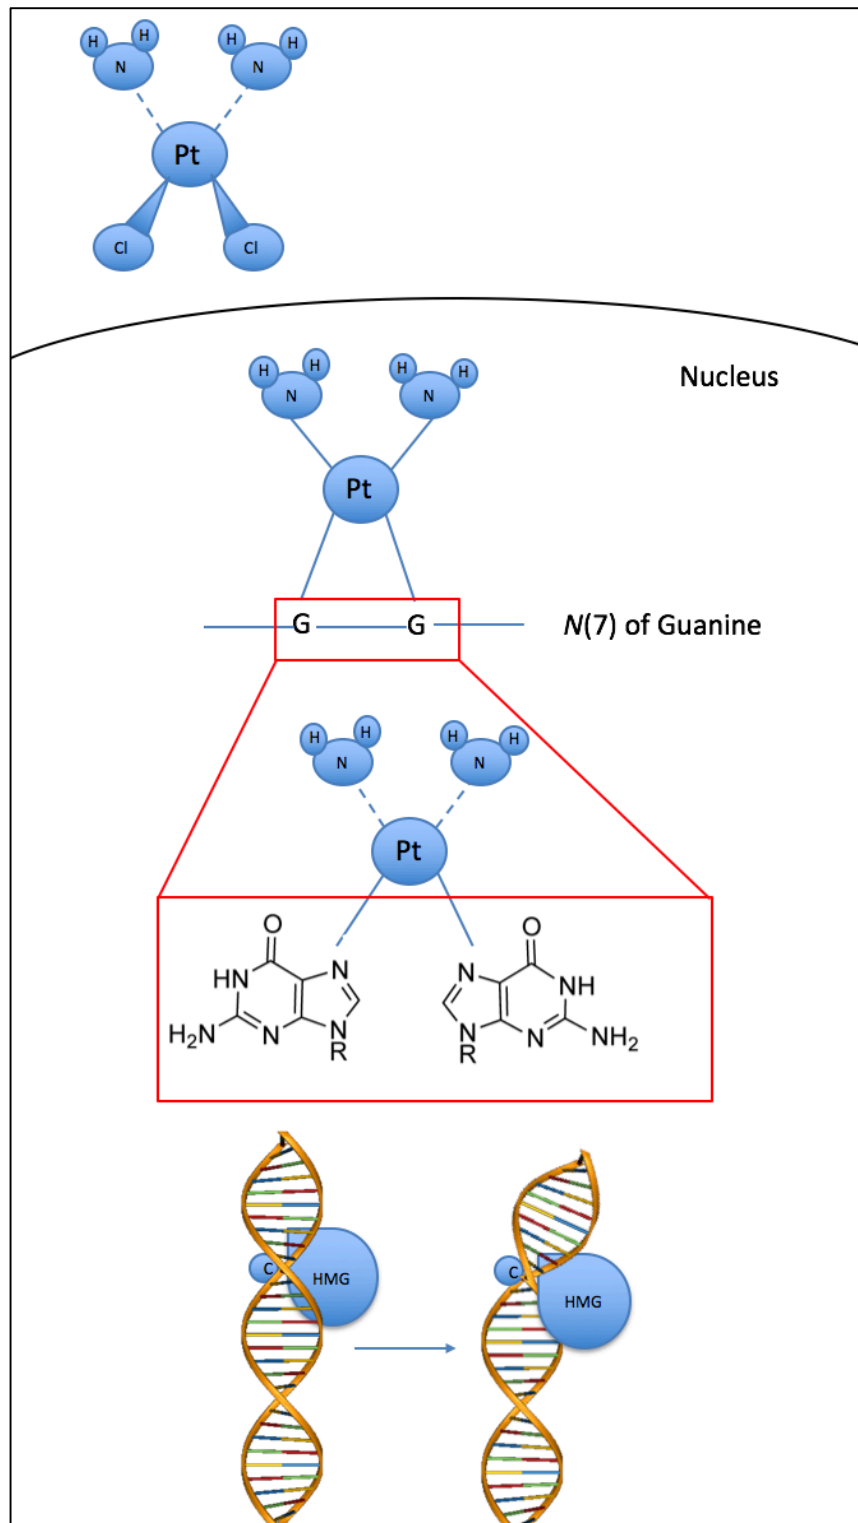 H H H H
N N
Pt
Cl Cl
Nucleus
H H H H
N N
Pt
G G
N(7) of Guanine
H H H H
N N
Pt
O O
HN N N NH
H₂N N N N N NH₂
R R
C HMG
C HMG